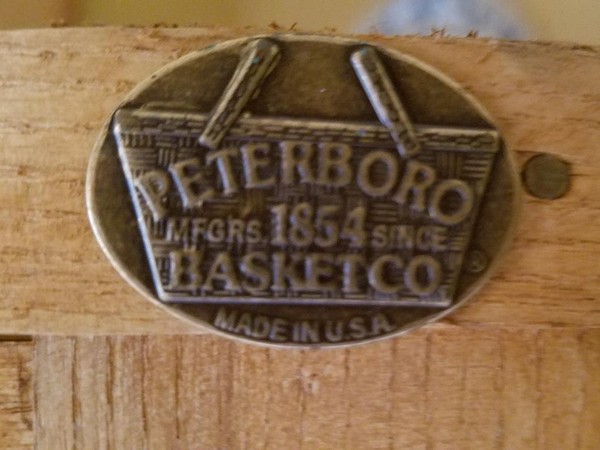 PETERBORO
MFGRS. 1854 SINCE
BASKET CO
®
MADE IN U.S.A.